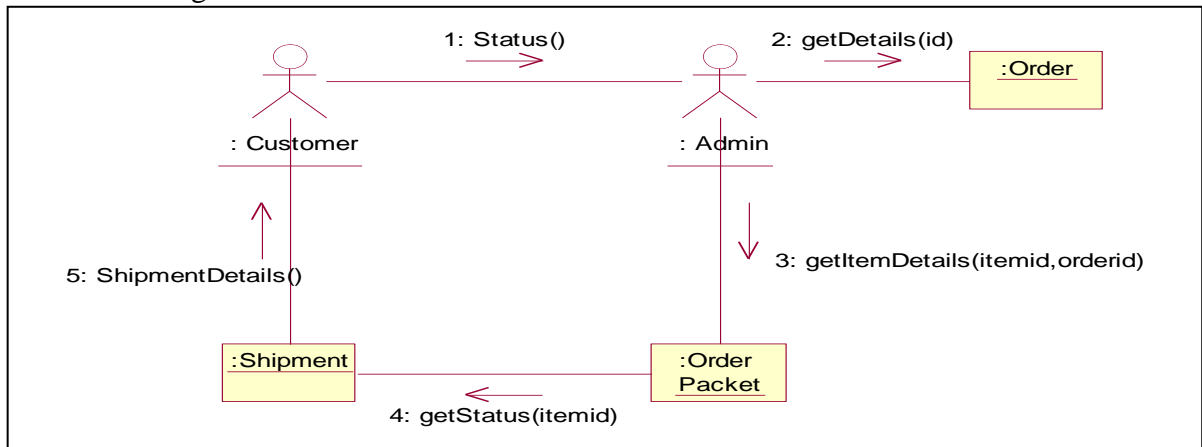 1: Status()
2: getDetails(id)
:Order
: Customer
: Admin
5: ShipmentDetails()
3: getItemDetails(itemid,orderid)
:Shipment
:Order
Packet
4: getStatus(itemid)